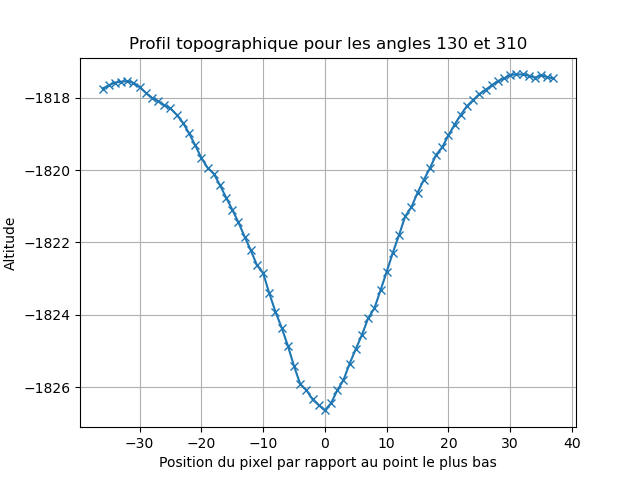 Profil topographique pour les angles 130 et 310
−1818
−1820
−1822
−1824
−1826
Altitude
−30 −20 −10 0 10 20 30 40
Position du pixel par rapport au point le plus bas